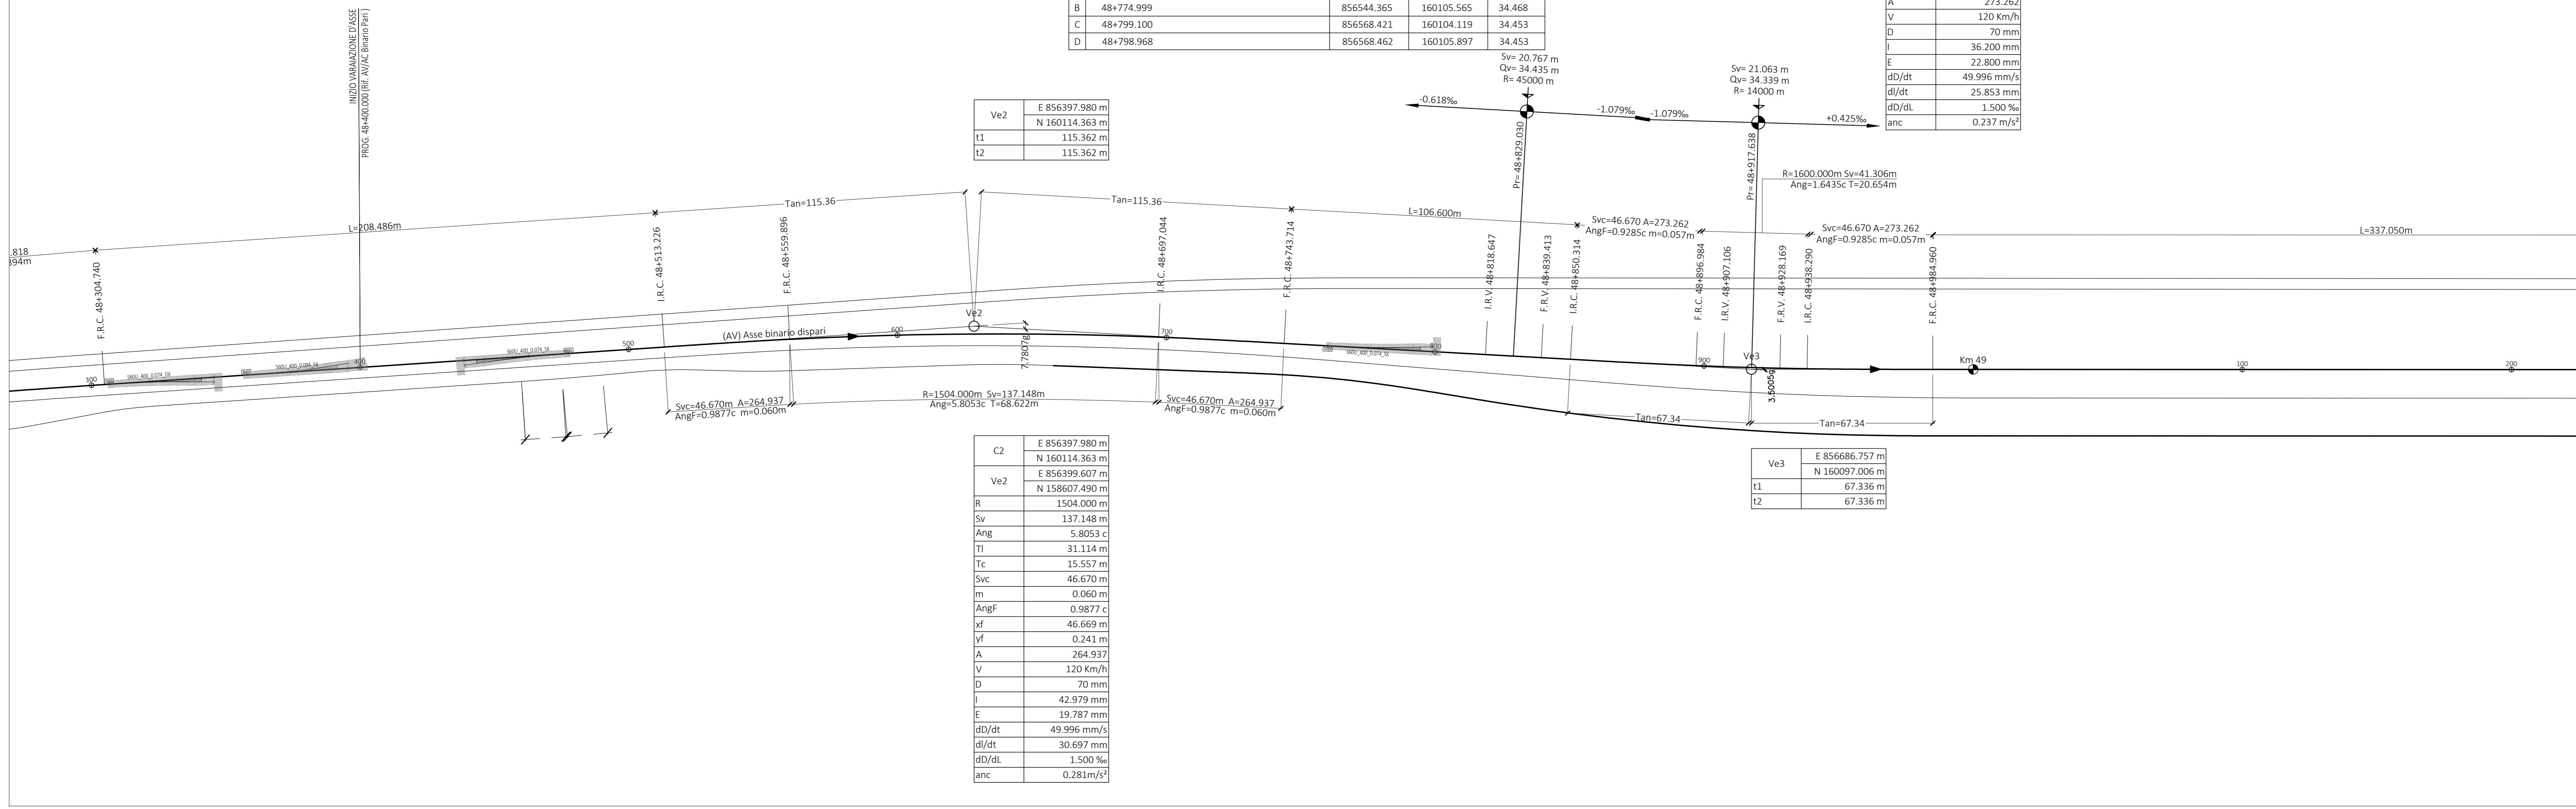 B 48+774.999 856544.365 160105.565 34.468
C 48+799.100 856568.421 160104.119 34.453
D 48+798.968 856568.462 160105.897 34.453
A 273.262
V 120 Km/h
D 70 mm
I 36.200 mm
E 22.800 mm
dD/dt 49.996 mm/s
dI/dt 25.853 mm
dD/dL 1.500 ‰
anc 0.237 m/s²
INIZIO VARAIAZIONE D'ASSE
PROG. 48+400.000 (Rif. AV/AC Binario Pari )
Sv= 20.767 m
Qv= 34.435 m
R= 45000 m
Sv= 21.063 m
Qv= 34.339 m
R= 14000 m
-0.618‰
-1.079‰
-1.079‰
+0.425‰
Pr= 48+829.030
Pr= 48+917.638
Ve2
E 856397.980 m
N 160114.363 m
t1 115.362 m
t2 115.362 m
R=1600.000m Sv=41.306m
Ang=1.6435c T=20.654m
.818
L=208.486m
Tan=115.36
Tan=115.36
L=106.600m
Svc=46.670 A=273.262
AngF=0.9285c m=0.057m
Svc=46.670 A=273.262
AngF=0.9285c m=0.057m
L=337.050m
F.R.C. 48+304.740
I.R.C. 48+513.226
F.R.C. 48+559.896
I.R.C. 48+697.044
F.R.C. 48+743.714
I.R.V. 48+818.647
F.R.V. 48+839.413
I.R.C. 48+850.314
F.R.C. 48+896.984
I.R.V. 48+907.106
F.R.V. 48+928.169
I.R.C. 48+938.290
F.R.C. 48+984.960
300
S60U_400_0.074_DX
S60U_400_0.094_SX
400
S60U_400_0.074_SX
500
(AV) Asse binario dispari
600
Ve2
7.7807g
700
S60U_400_0.074_SX
800
900
Ve3
3.5005g
Km 49
100
200
Svc=46.670m A=264.937
AngF=0.9877c m=0.060m
R=1504.000m Sv=137.148m
Ang=5.8053c T=68.622m
Svc=46.670m A=264.937
AngF=0.9877c m=0.060m
Tan=67.34
Tan=67.34
C2
E 856397.980 m
N 160114.363 m
Ve2
E 856399.607 m
N 158607.490 m
R 1504.000 m
Sv 137.148 m
Ang 5.8053 c
Tl 31.114 m
Tc 15.557 m
Svc 46.670 m
m 0.060 m
AngF 0.9877 c
xf 46.669 m
yf 0.241 m
A 264.937
V 120 Km/h
D 70 mm
I 42.979 mm
E 19.787 mm
dD/dt 49.996 mm/s
dI/dt 30.697 mm
dD/dL 1.500 ‰
anc 0.281m/s²
Ve3
E 856686.757 m
N 160097.006 m
t1 67.336 m
t2 67.336 m